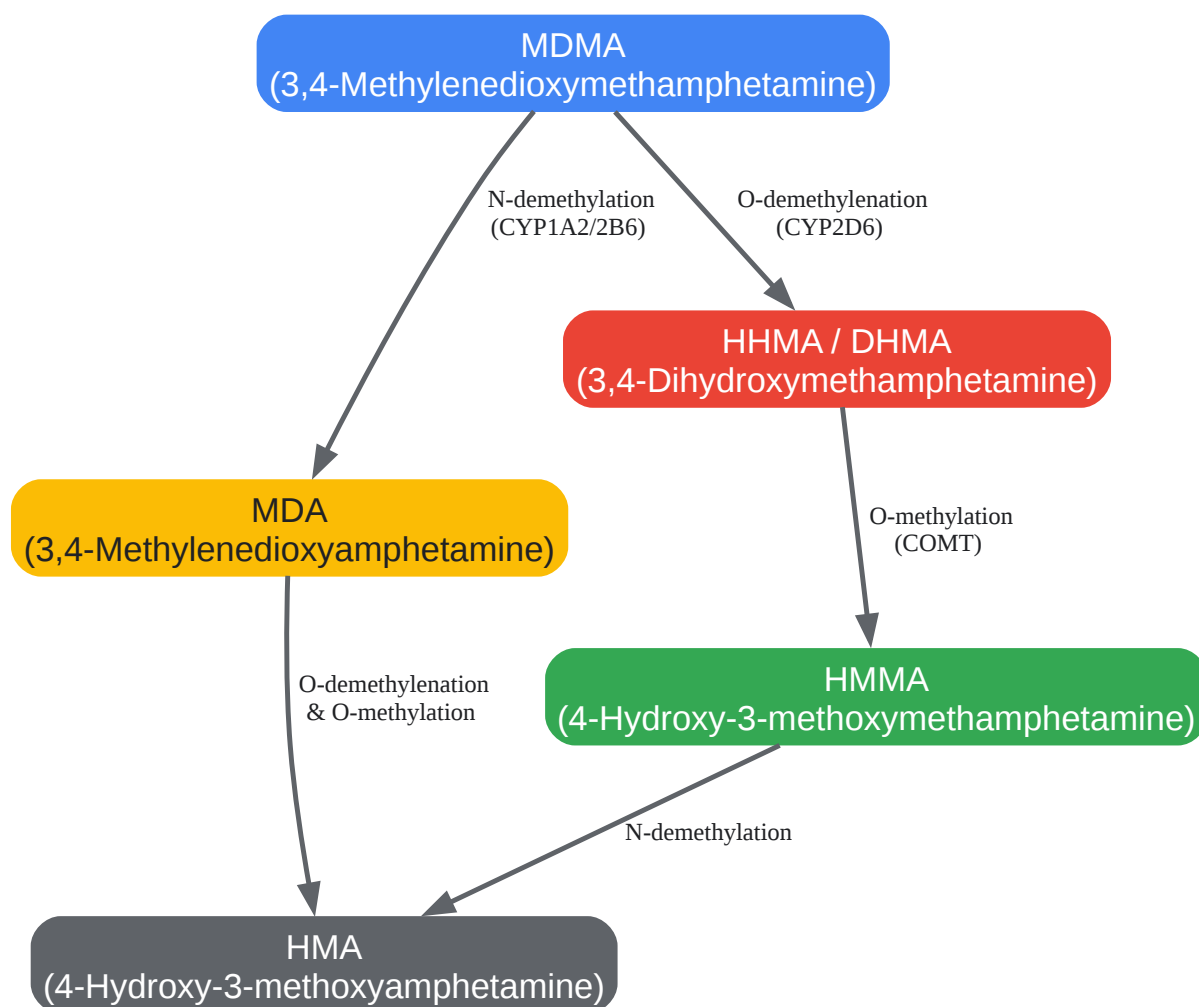 MDMA
(3,4-Methylenedioxymethamphetamine)
N-demethylation
(CYP1A2/2B6)
O-demethylenation
(CYP2D6)
HHMA / DHMA
(3,4-Dihydroxymethamphetamine)
MDA
(3,4-Methylenedioxyamphetamine)
O-methylation
(COMT)
O-demethylenation
& O-methylation
HMMA
(4-Hydroxy-3-methoxymethamphetamine)
N-demethylation
HMA
(4-Hydroxy-3-methoxyamphetamine)